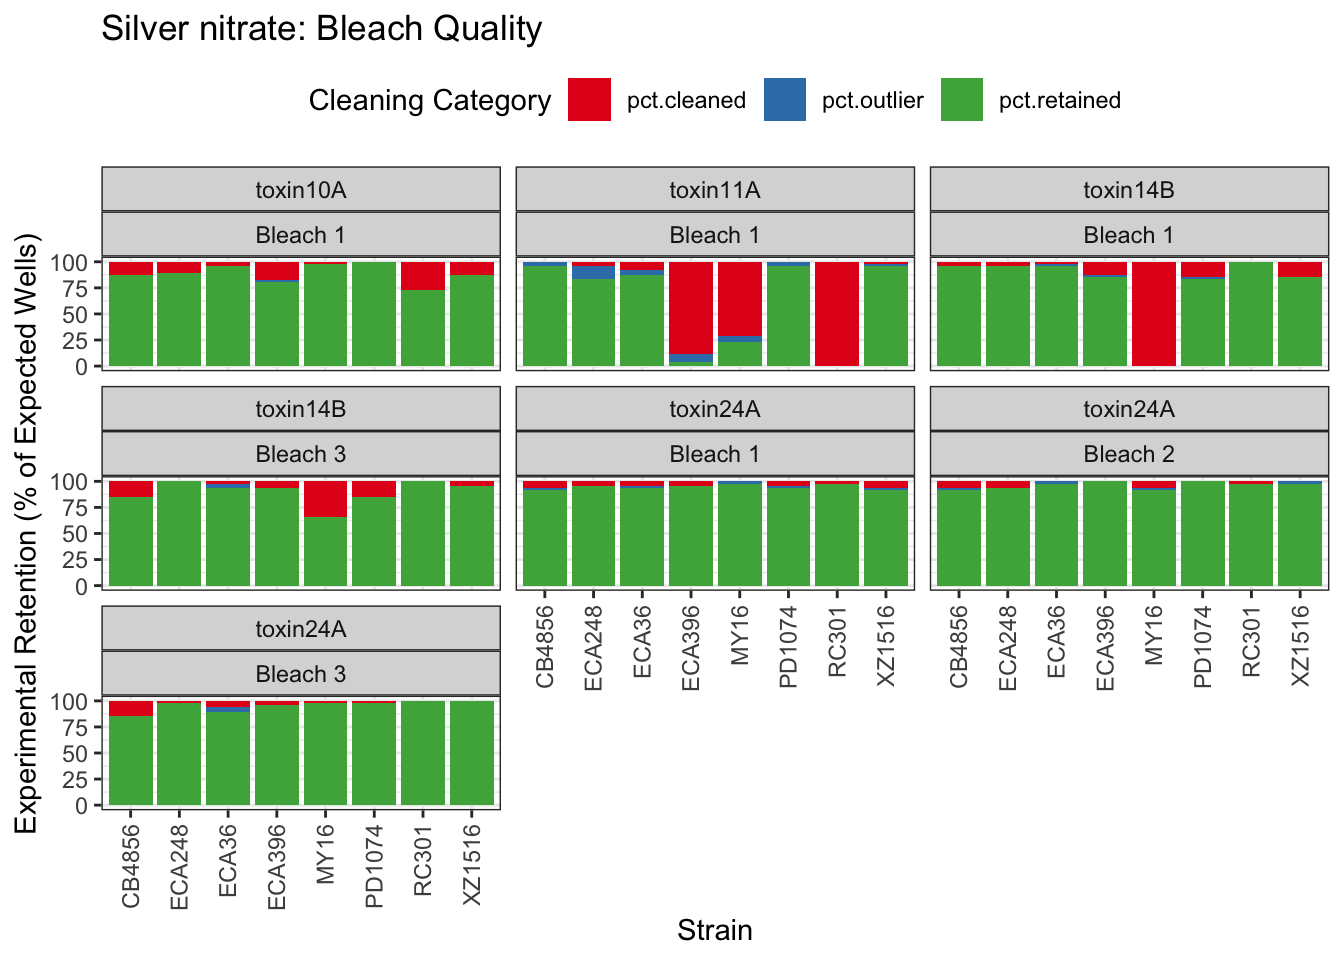 Silver nitrate: Bleach Quality
Cleaning Category pct.cleaned pct.outlier pct.retained
Experimental Retention (% of Expected Wells)
toxin10A toxin11A toxin14B
Bleach 1 Bleach 1 Bleach 1
100
75
50
25
0
toxin14B toxin24A toxin24A
Bleach 3 Bleach 1 Bleach 2
100
75
50
25
0
CB4856 ECA248 ECA36 ECA396 MY16 PD1074 RC301 XZ1516 CB4856 ECA248 ECA36 ECA396 MY16 PD1074 RC301 XZ1516
toxin24A
Bleach 3
100
75
50
25
0
CB4856 ECA248 ECA36 ECA396 MY16 PD1074 RC301 XZ1516
Strain